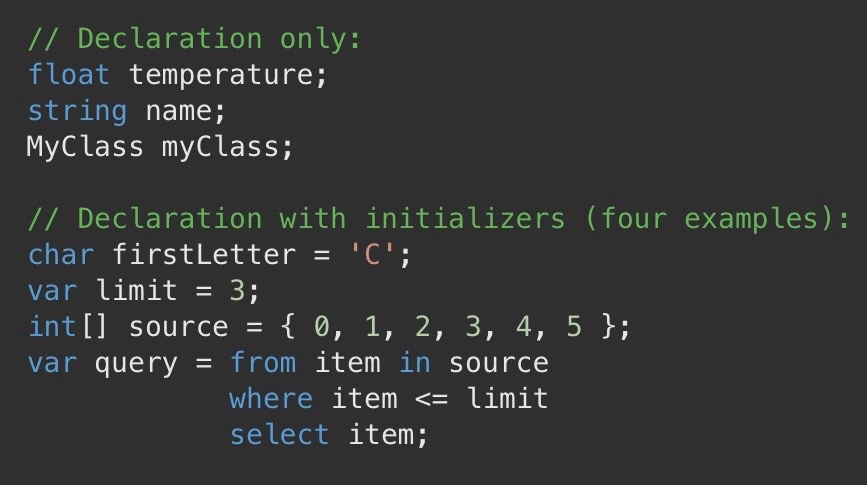 // Declaration only:
float temperature;
string name;
MyClass myClass;

// Declaration with initializers (four examples):
char firstLetter = 'C';
var limit = 3;
int[] source = { 0, 1, 2, 3, 4, 5 };
var query = from item in source
            where item <= limit
            select item;